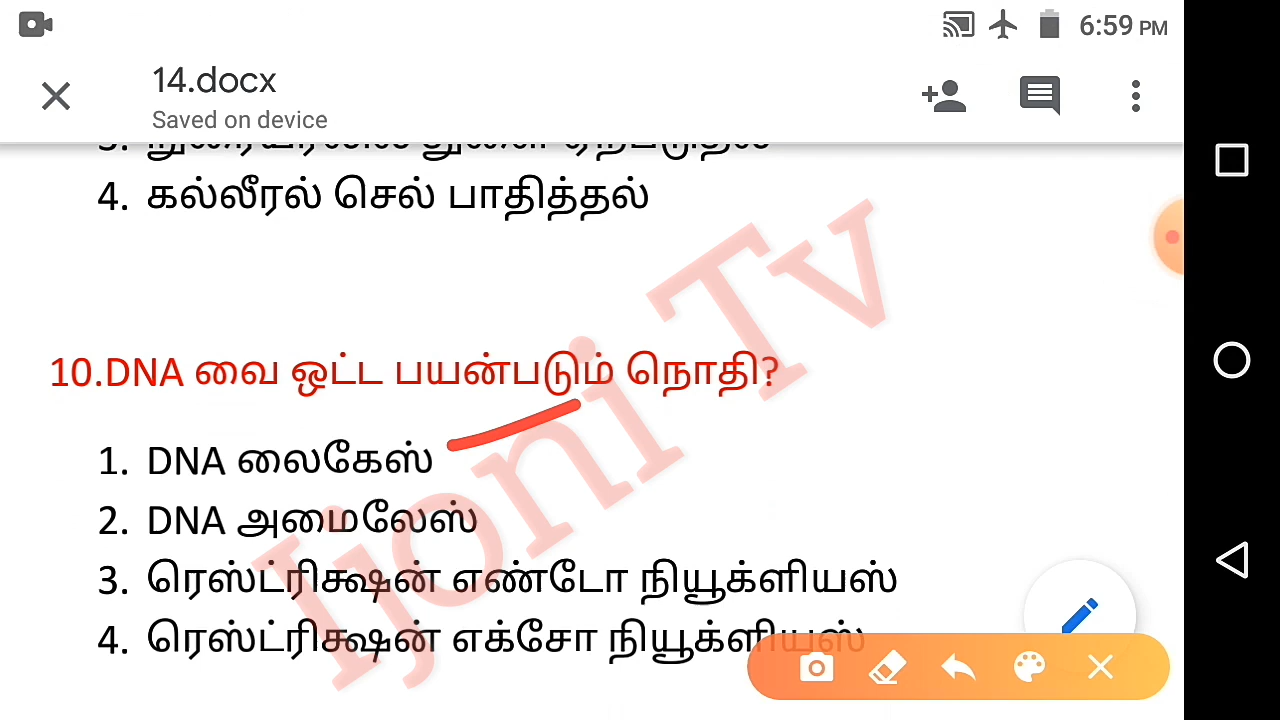 6:59 PM
14.docx
Saved on device
4. கல்லீரல் செல் பாதித்தல்
10.DNA வை ஒட்ட பயன்படும் நொதி?
1. DNA லைகேஸ்
2. DNA அமைலேஸ்
3. ரெஸ்ட்ரிக்ஷன் எண்டோ நியூக்ளியஸ்
4. ரெஸ்ட்ரிக்ஷன் எக்சோ நியூக்ளியஸ்
Ijoni Tv